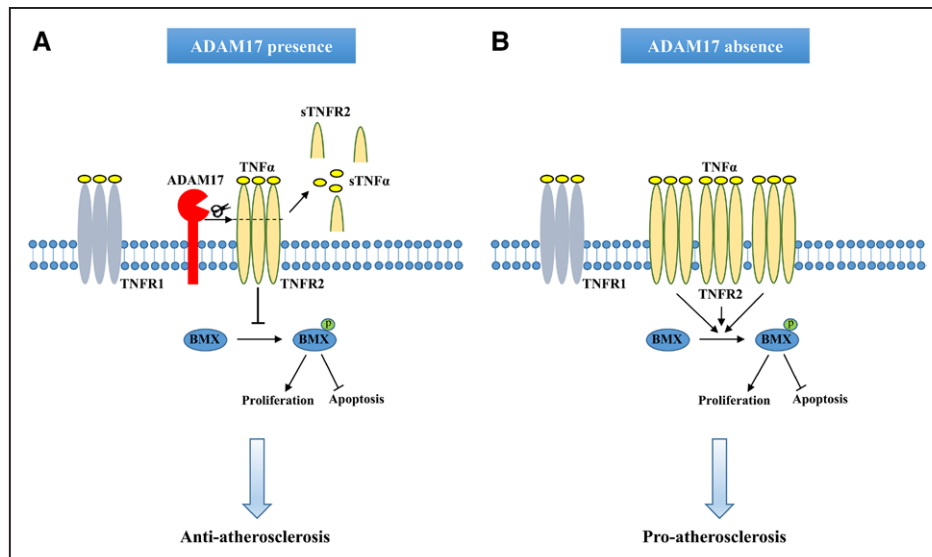 A
ADAM17 presence
sTNFR2
TNFα
ADAM17
sTNFα
TNFR1
TNFR2
BMX
BMX
P
Proliferation
Apoptosis
Anti-atherosclerosis
B
ADAM17 absence
TNFα
TNFR1
TNFR2
BMX
BMX
P
Proliferation
Apoptosis
Pro-atherosclerosis